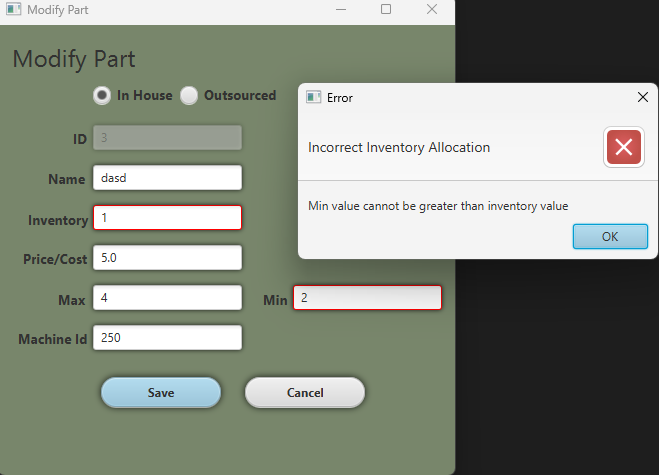 Modify Part
Modify Part
In House Outsourced
ID 3
Name dasd
Inventory 1
Price/Cost 5.0
Max 4 Min 2
Machine Id 250
Save Cancel
Error
Incorrect Inventory Allocation
Min value cannot be greater than inventory value
OK